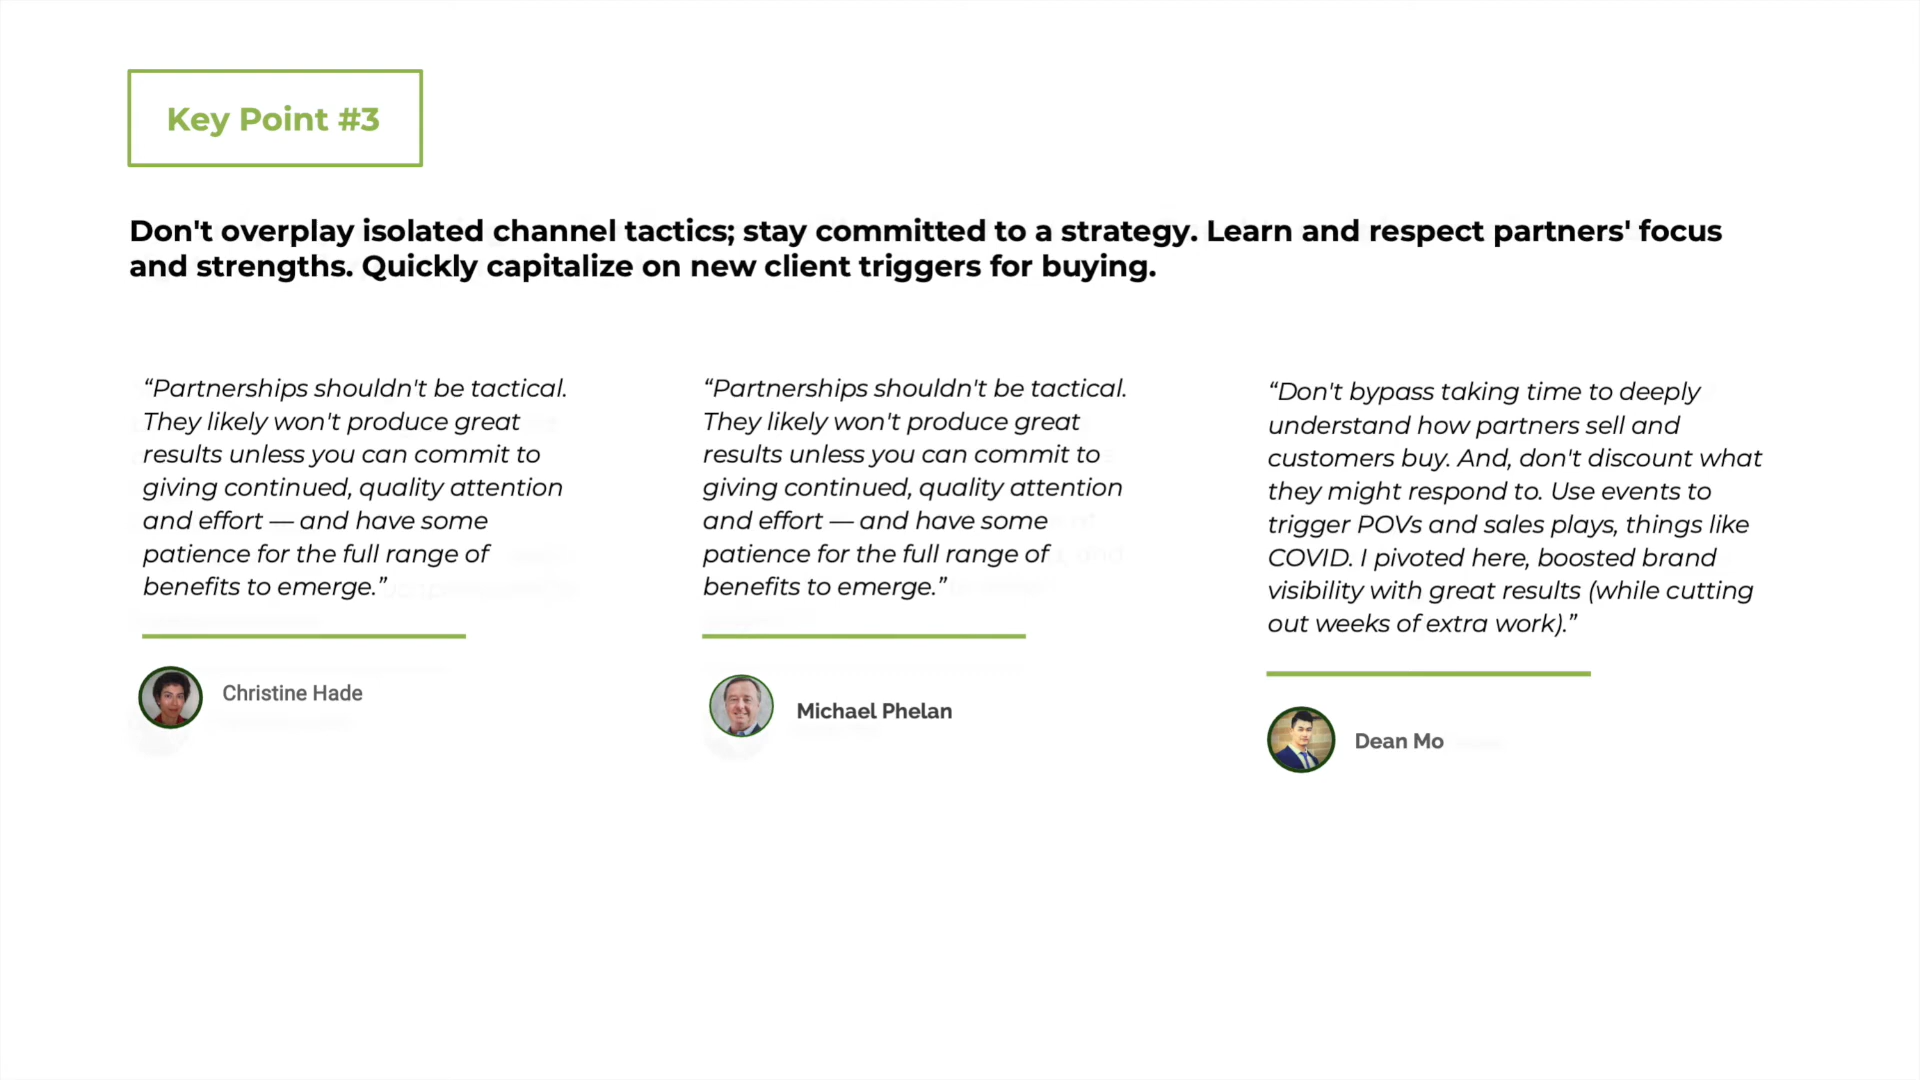 Key Point #3
Don't overplay isolated channel tactics; stay committed to a strategy. Learn and respect partners' focus
and strengths. Quickly capitalize on new client triggers for buying.
“Partnerships shouldn't be tactical.
They likely won't produce great
results unless you can commit to
giving continued, quality attention
and effort — and have some
patience for the full range of
benefits to emerge.”
Christine Hade
“Partnerships shouldn't be tactical.
They likely won't produce great
results unless you can commit to
giving continued, quality attention
and effort — and have some
patience for the full range of
benefits to emerge.”
Michael Phelan
“Don't bypass taking time to deeply
understand how partners sell and
customers buy. And, don't discount what
they might respond to. Use events to
trigger POVs and sales plays, things like
COVID. I pivoted here, boosted brand
visibility with great results (while cutting
out weeks of extra work).”
Dean Mo